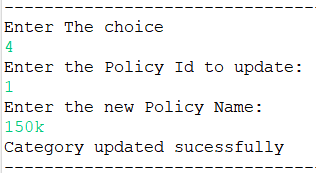 --------------------------------
Enter The choice
4
Enter the Policy Id to update:
1
Enter the new Policy Name:
150k
Category updated sucessfully
--------------------------------